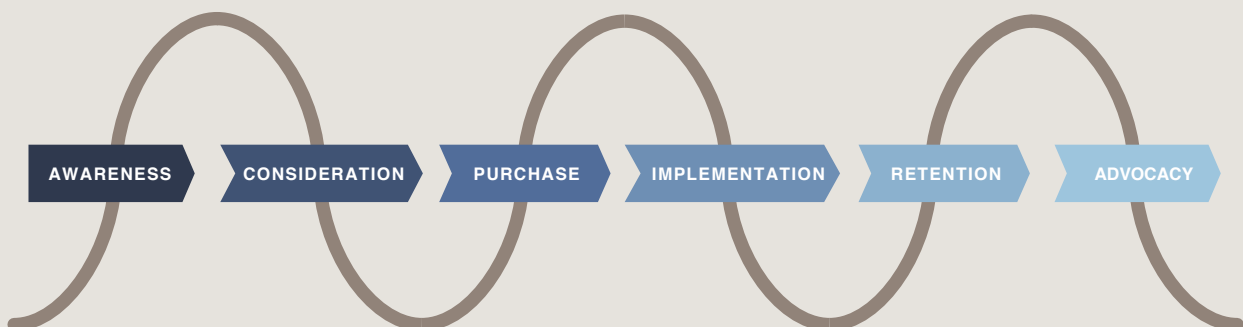 AWARENESS
CONSIDERATION
PURCHASE
IMPLEMENTATION
RETENTION
ADVOCACY